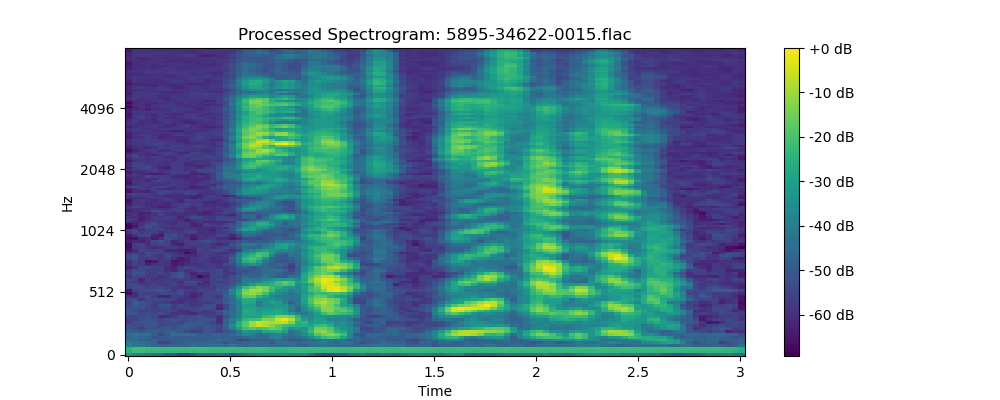 Processed Spectrogram: 5895-34622-0015.flac
+0 dB
-10 dB
-20 dB
-30 dB
-40 dB
-50 dB
-60 dB
4096
2048
1024
512
0
Hz
0 0.5 1 1.5 2 2.5 3
Time